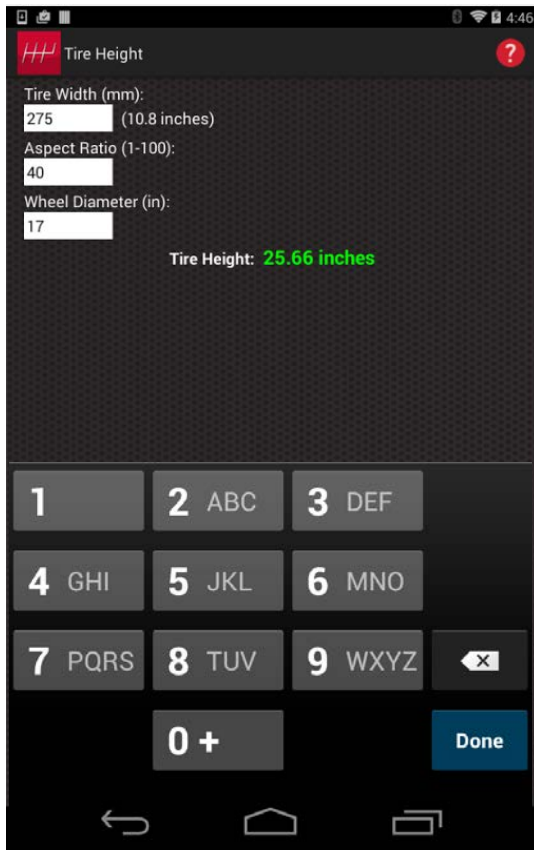 4:46
Tire Height
?
Tire Width (mm):
275 (10.8 inches)
Aspect Ratio (1-100):
40
Wheel Diameter (in):
17
Tire Height: 25.66 inches
1 2 ABC 3 DEF
4 GHI 5 JKL 6 MNO
7 PQRS 8 TUV 9 WXYZ
0 + Done